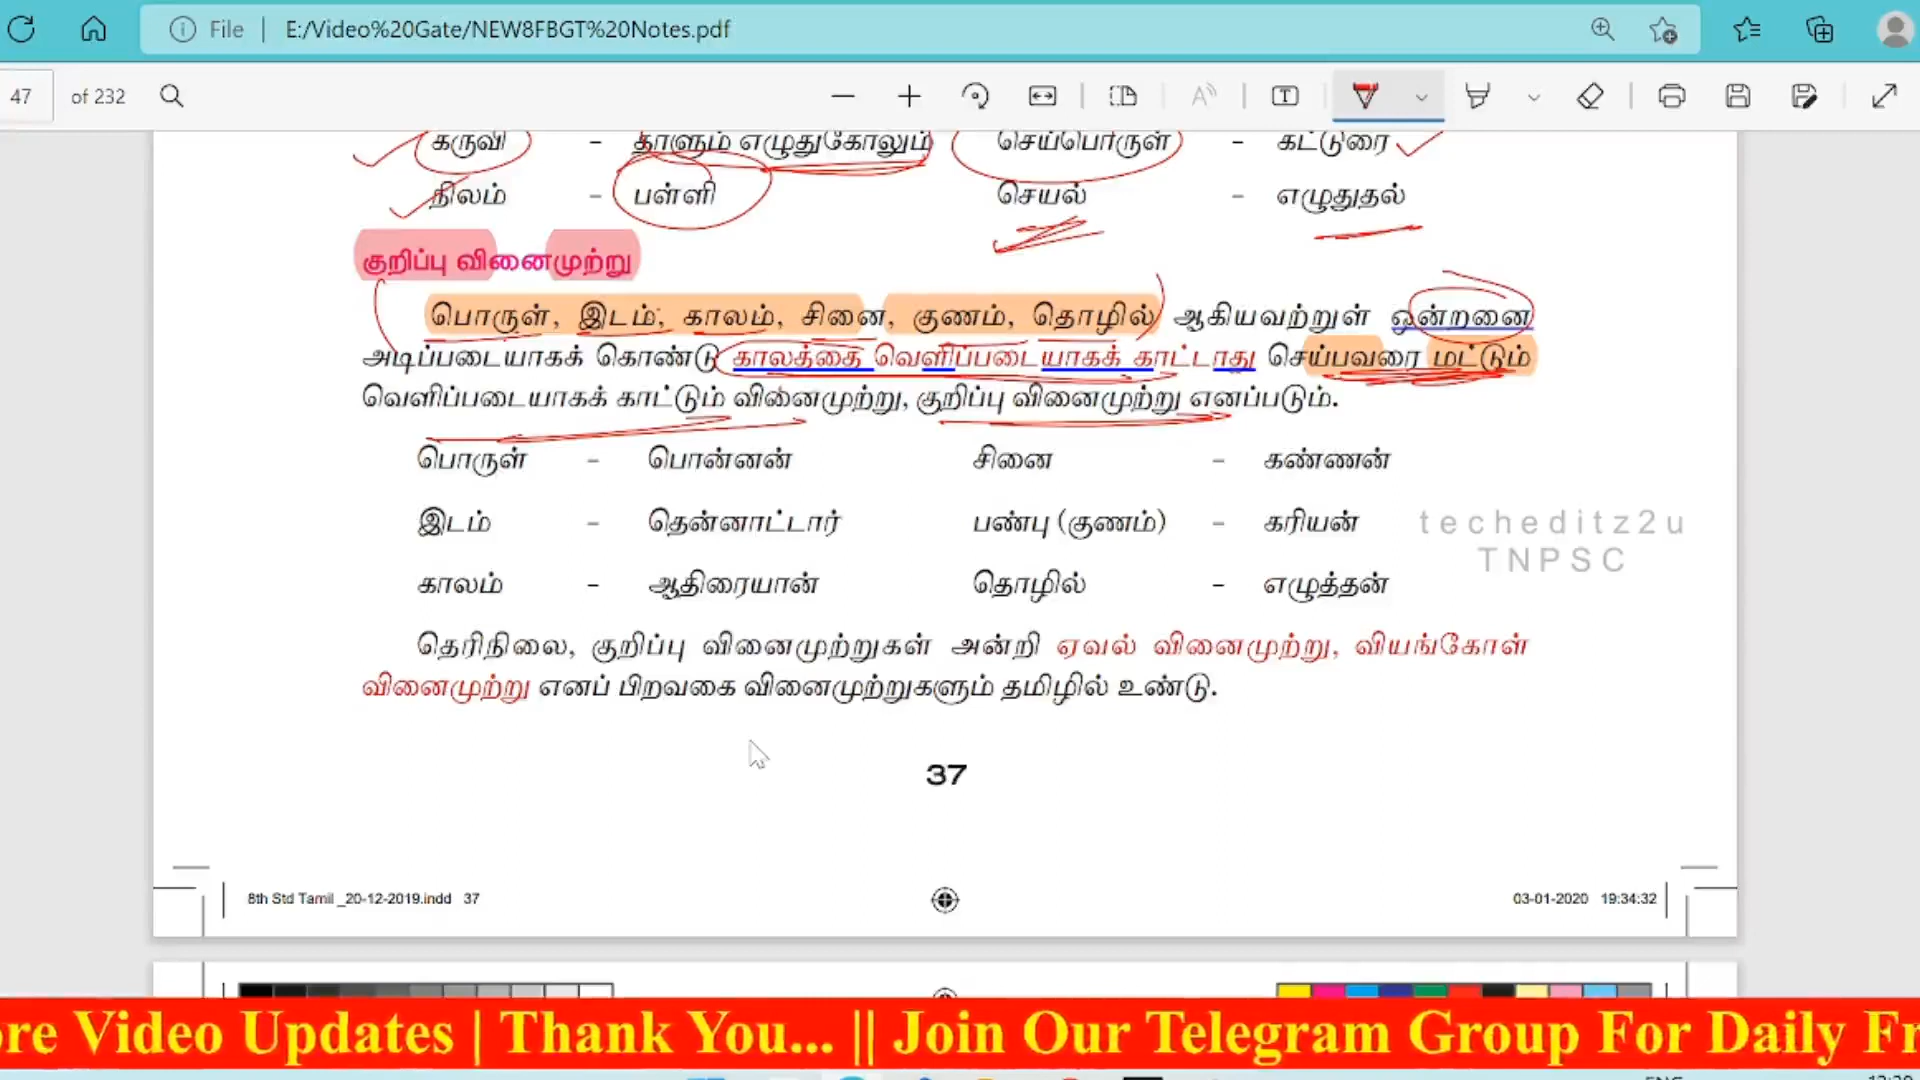 File | E:/Video%20Gate/NEW8FBGT%20Notes.pdf
47 of 232
கருவி - தாளும் எழுதுகோலும் செய்பொருள் - கட்டுரை
நிலம் - பள்ளி செயல் - எழுதுதல்
குறிப்பு வினைமுற்று
பொருள், இடம், காலம், சினை, குணம், தொழில் ஆகியவற்றுள் ஒன்றனை
அடிப்படையாகக் கொண்டு காலத்தை வெளிப்படையாகக் காட்டாது செய்பவரை மட்டும்
வெளிப்படையாகக் காட்டும் வினைமுற்று, குறிப்பு வினைமுற்று எனப்படும்.
பொருள் - பொன்னன் சினை - கண்ணன்
இடம் - தென்னாட்டார் பண்பு (குணம்) - கரியன்
காலம் - ஆதிரையான் தொழில் - எழுத்தன்
techeditz2u
TNPSC
தெரிநிலை, குறிப்பு வினைமுற்றுகள் அன்றி ஏவல் வினைமுற்று, வியங்கோள்
வினைமுற்று எனப் பிறவகை வினைமுற்றுகளும் தமிழில் உண்டு.
37
8th Std Tamil _20-12-2019.indd 37 03-01-2020 19:34:32
ore Video Updates | Thank You... || Join Our Telegram Group For Daily Fr